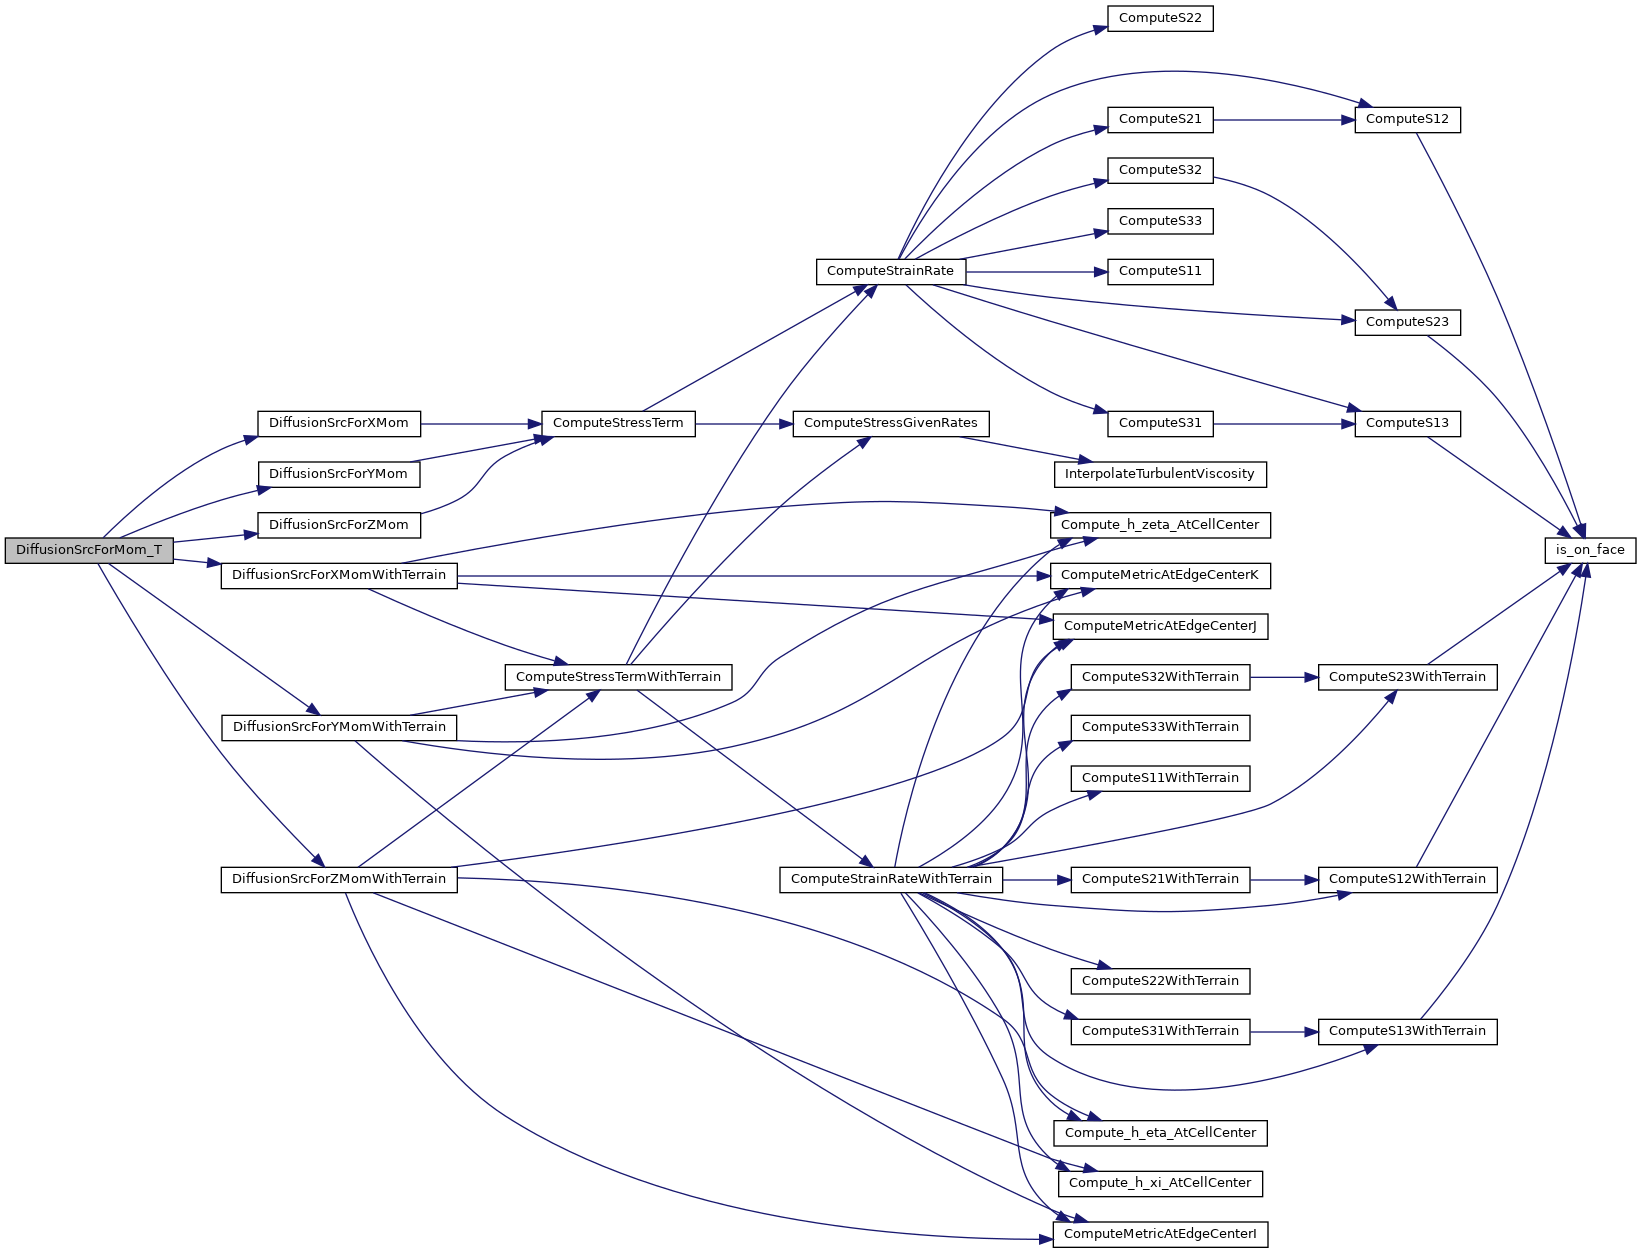 ComputeS22
ComputeS21
ComputeS12
ComputeS32
ComputeS33
ComputeStrainRate
ComputeS11
ComputeS23
DiffusionSrcForXMom
ComputeStressTerm
ComputeStressGivenRates
ComputeS31
ComputeS13
DiffusionSrcForYMom
InterpolateTurbulentViscosity
DiffusionSrcForZMom
Compute_h_zeta_AtCellCenter
DiffusionSrcForMom_T
is_on_face
DiffusionSrcForXMomWithTerrain
ComputeMetricAtEdgeCenterK
ComputeMetricAtEdgeCenterJ
ComputeStressTermWithTerrain
ComputeS32WithTerrain
ComputeS23WithTerrain
DiffusionSrcForYMomWithTerrain
ComputeS33WithTerrain
ComputeS11WithTerrain
DiffusionSrcForZMomWithTerrain
ComputeStrainRateWithTerrain
ComputeS21WithTerrain
ComputeS12WithTerrain
ComputeS22WithTerrain
ComputeS31WithTerrain
ComputeS13WithTerrain
Compute_h_eta_AtCellCenter
Compute_h_xi_AtCellCenter
ComputeMetricAtEdgeCenterI